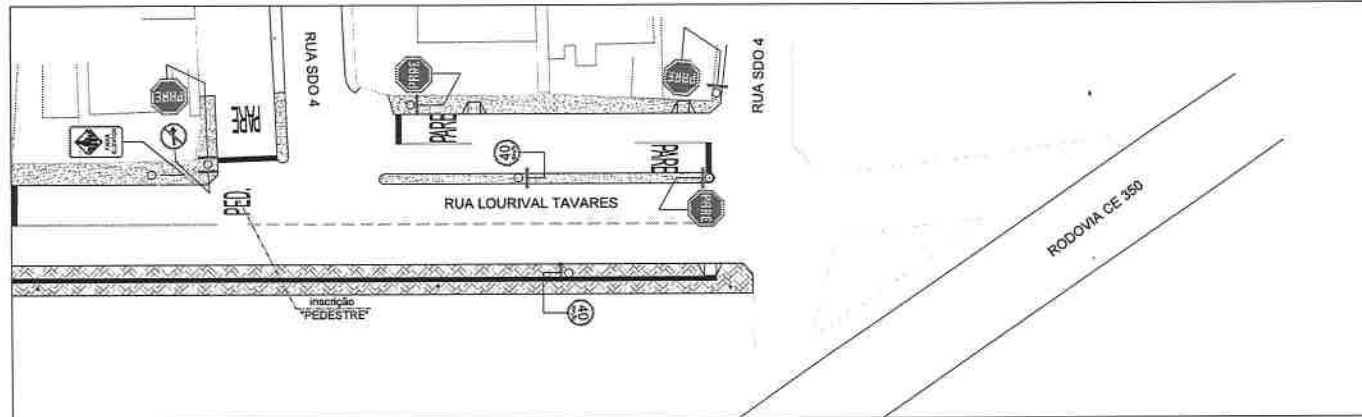 RUA SDO 4
RUA SDO 4
PARE
PARE
PARE
PARE
PARE
PARE
PARE
40
PED.
RUA LOURIVAL TAVARES
PARE
RODOVIA CE 350
inscrição
"PEDESTRE"
40